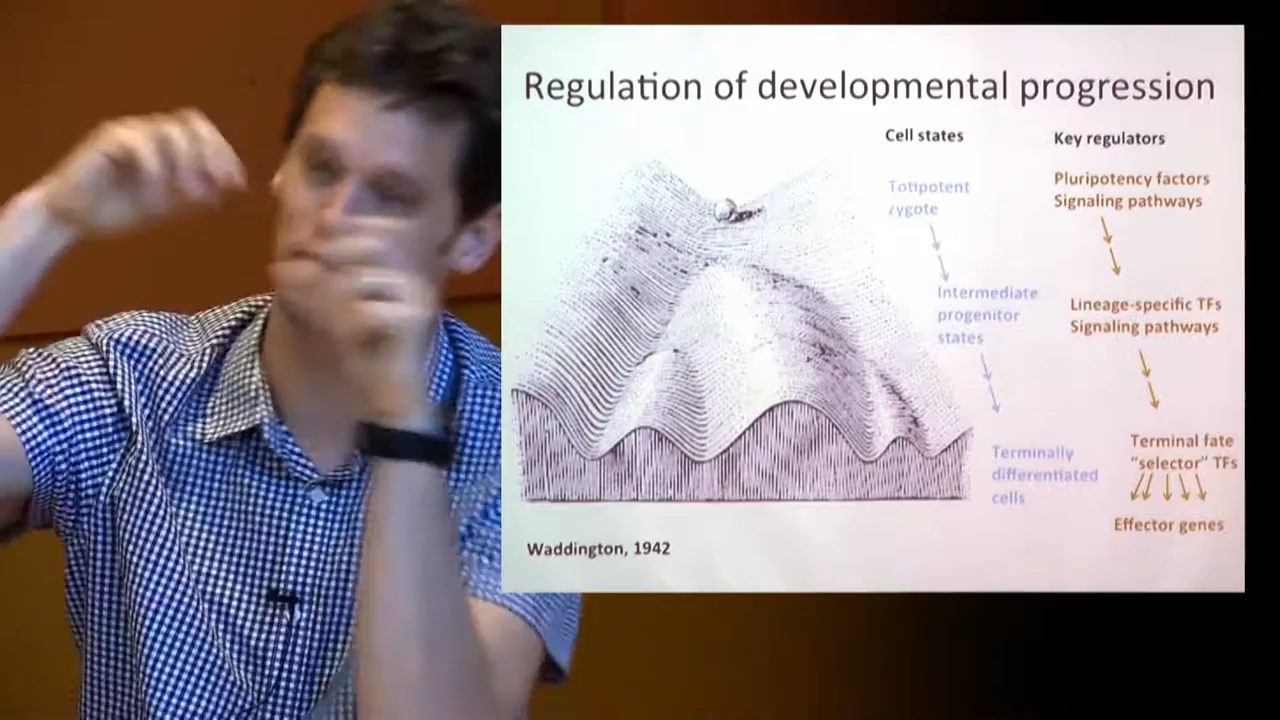 Regulation of developmental progression
Cell states
Totipotent
zygote
Intermediate
progenitor
states
Terminally
differentiated
cells
Key regulators
Pluripotency factors
Signaling pathways
Lineage-specific TFs
Signaling pathways
Terminal fate
"selector" TFs
Effector genes
Waddington, 1942